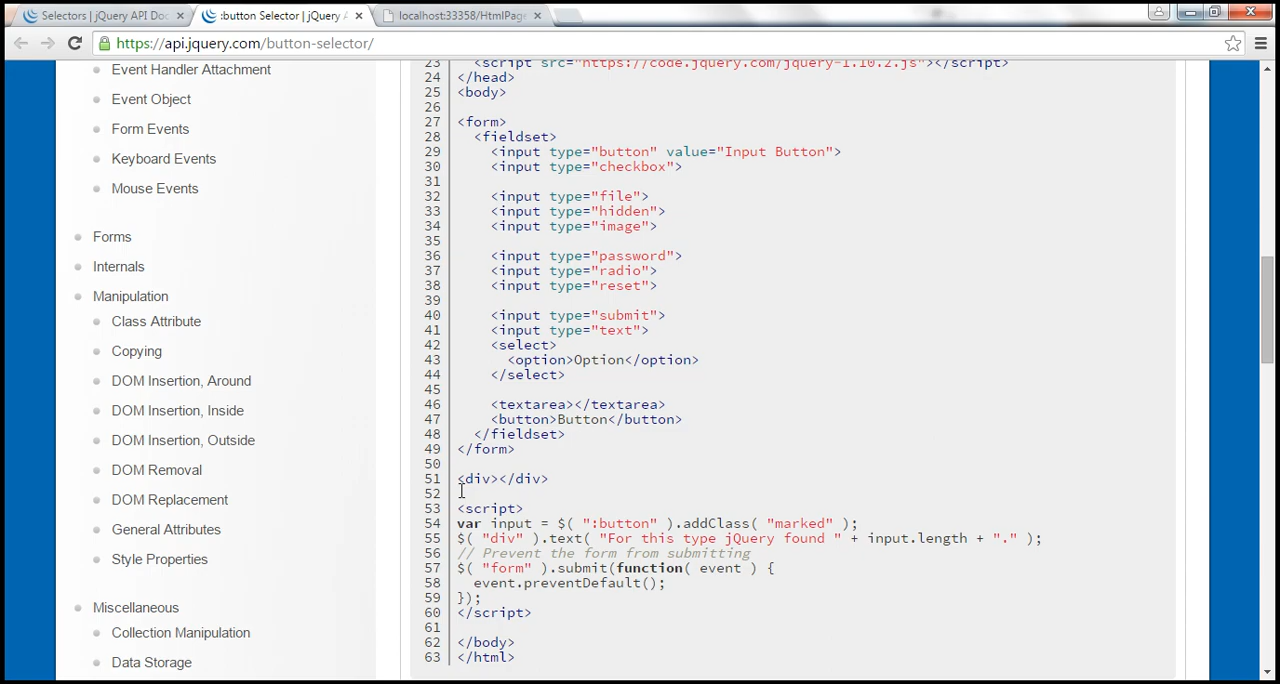 Selectors | jQuery API Doc
:button Selector | jQuery A
localhost:33358/HtmlPage
https://api.jquery.com/button-selector/
Event Handler Attachment
Event Object
Form Events
Keyboard Events
Mouse Events
Forms
Internals
Manipulation
Class Attribute
Copying
DOM Insertion, Around
DOM Insertion, Inside
DOM Insertion, Outside
DOM Removal
DOM Replacement
General Attributes
Style Properties
Miscellaneous
Collection Manipulation
Data Storage
23 <script src="https://code.jquery.com/jquery-1.10.2.js"></script>
24 </head>
25 <body>
26
27 <form>
28 <fieldset>
29 <input type="button" value="Input Button">
30 <input type="checkbox">
31
32 <input type="file">
33 <input type="hidden">
34 <input type="image">
35
36 <input type="password">
37 <input type="radio">
38 <input type="reset">
39
40 <input type="submit">
41 <input type="text">
42 <select>
43 <option>Option</option>
44 </select>
45
46 <textarea></textarea>
47 <button>Button</button>
48 </fieldset>
49 </form>
50
51 <div></div>
52
53 <script>
54 var input = $( ":button" ).addClass( "marked" );
55 $( "div" ).text( "For this type jQuery found " + input.length + "." );
56 // Prevent the form from submitting
57 $( "form" ).submit(function( event ) {
58 event.preventDefault();
59 });
60 </script>
61
62 </body>
63 </html>